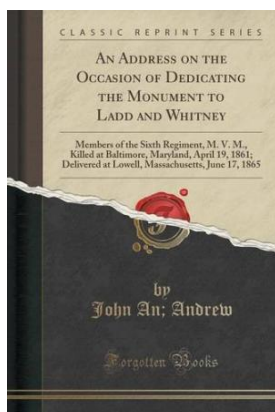 CLASSIC REPRINT SERIES
AN ADDRESS ON THE
OCCASION OF DEDICATING
THE MONUMENT TO
LADD AND WHITNEY
Members of the Sixth Regiment, M. V. M.,
Killed at Baltimore, Maryland, April 19, 1861;
Delivered at Lowell, Massachusetts, June 17, 1865
by
John An; Andrew
Forgotten Books